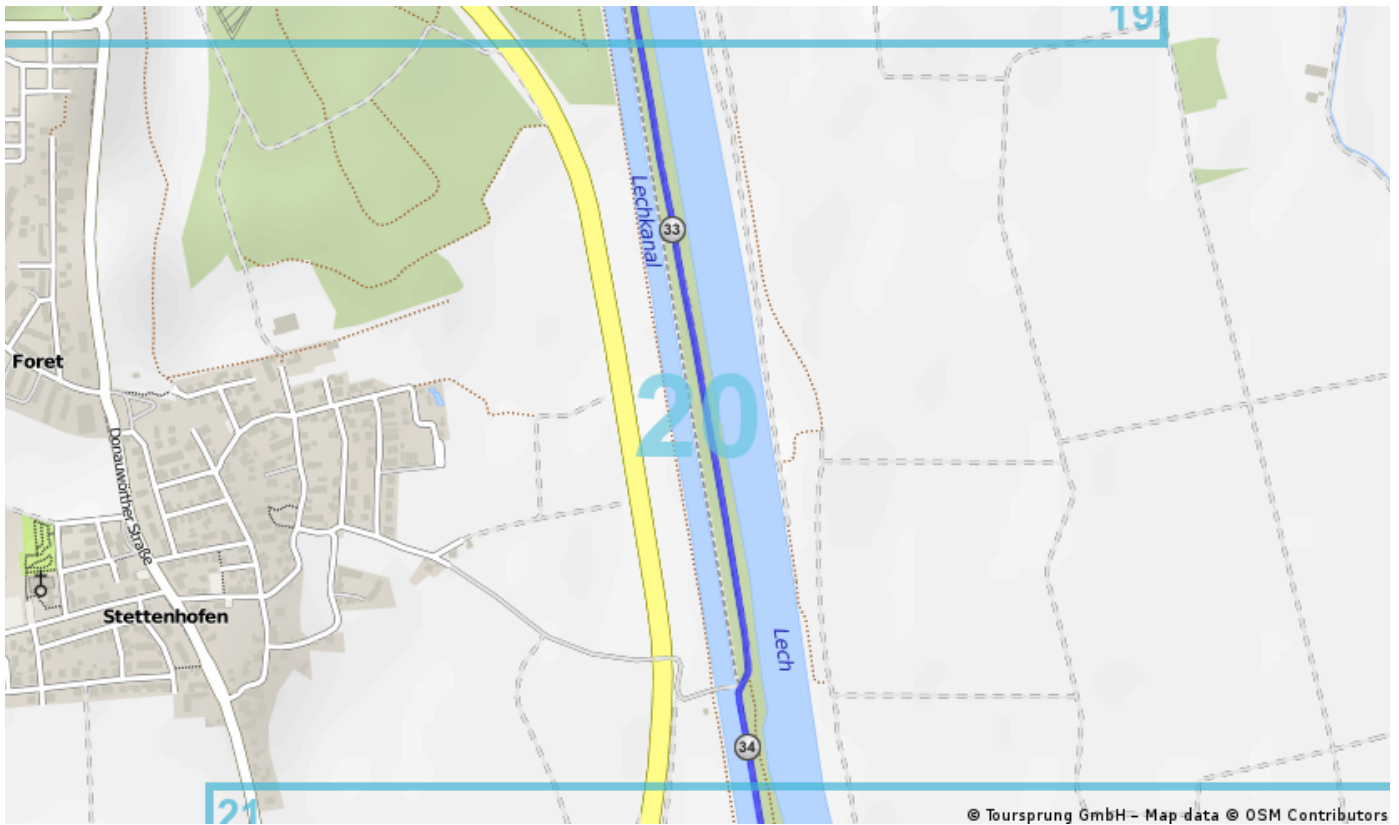 19
Lechkanal
33
Foret
20
Donauwörther Straße
Stettenhofen
Lech
34
21
© Toursprung GmbH – Map data © OSM Contributors